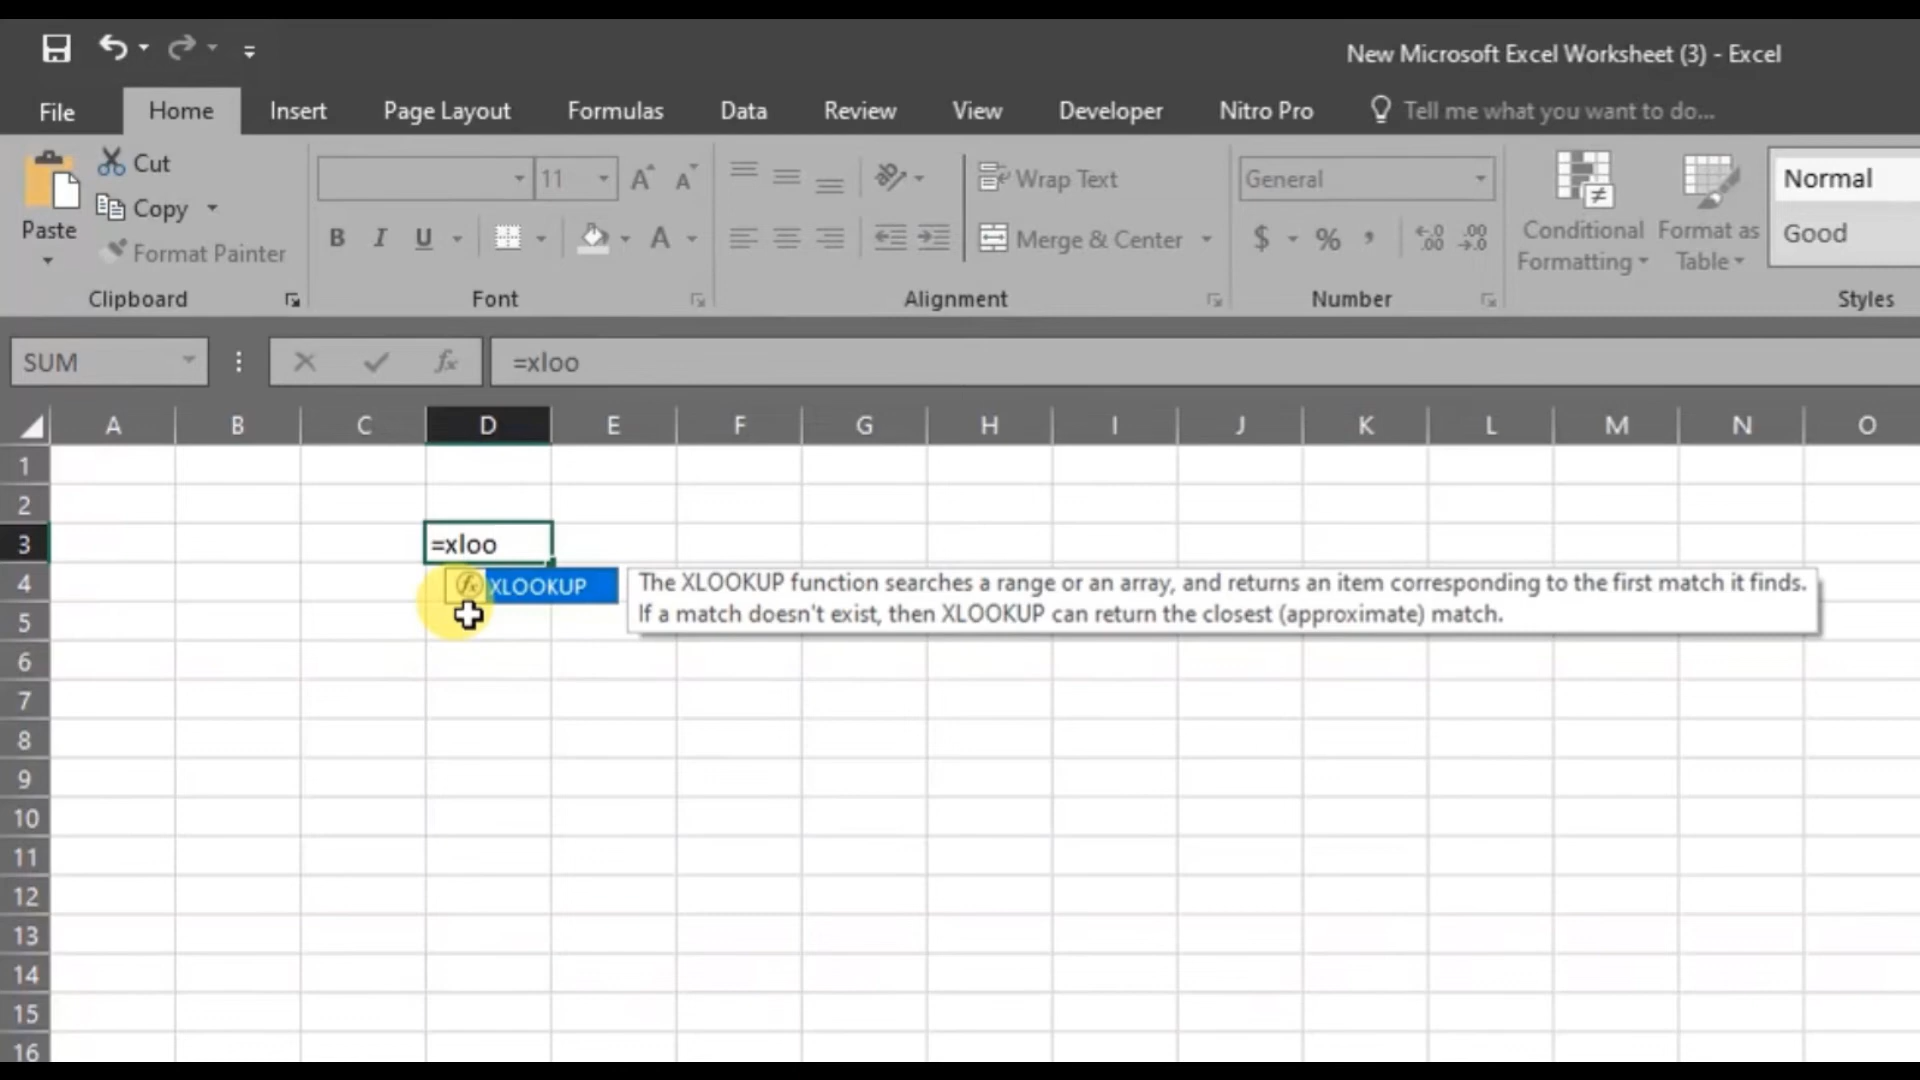 New Microsoft Excel Worksheet (3) - Excel
File Home Insert Page Layout Formulas Data Review View Developer Nitro Pro Tell me what you want to do...
Paste
Cut
Copy
Format Painter
Clipboard
11
A A
B I U A
Font
Wrap Text
Merge & Center
Alignment
General
$ % ,
.00 .00
Number
Conditional
Formatting
Format as
Table
Normal
Good
Styles
SUM fx =xloo
A B C D E F G H I J K L M N O
1
2
3 =xloo
4 fx XLOOKUP The XLOOKUP function searches a range or an array, and returns an item corresponding to the first match it finds.
If a match doesn't exist, then XLOOKUP can return the closest (approximate) match.
5
6
7
8
9
10
11
12
13
14
15
16